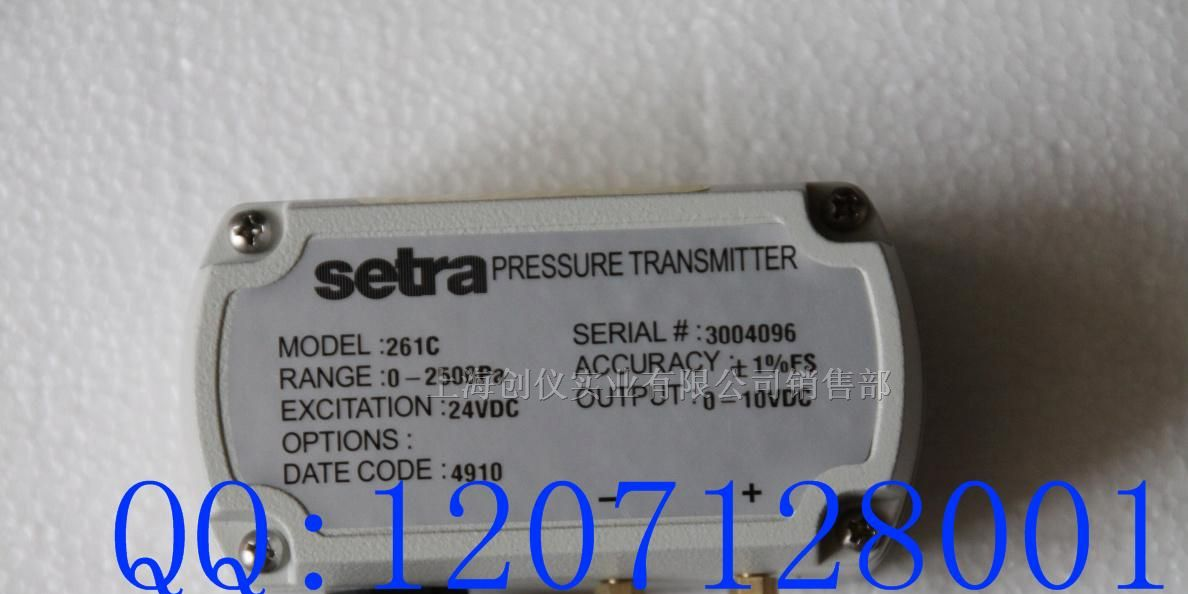 setra PRESSURE TRANSMITTER
MODEL :261C
SERIAL # : 3004096
RANGE :0–2500Pa
ACCURACY :±1%FS
上海创仪实业有限公司销售部
EXCITATION :24VDC
OUTPUT :0–10VDC
OPTIONS :
DATE CODE :4910
– +
QQ:1207128001